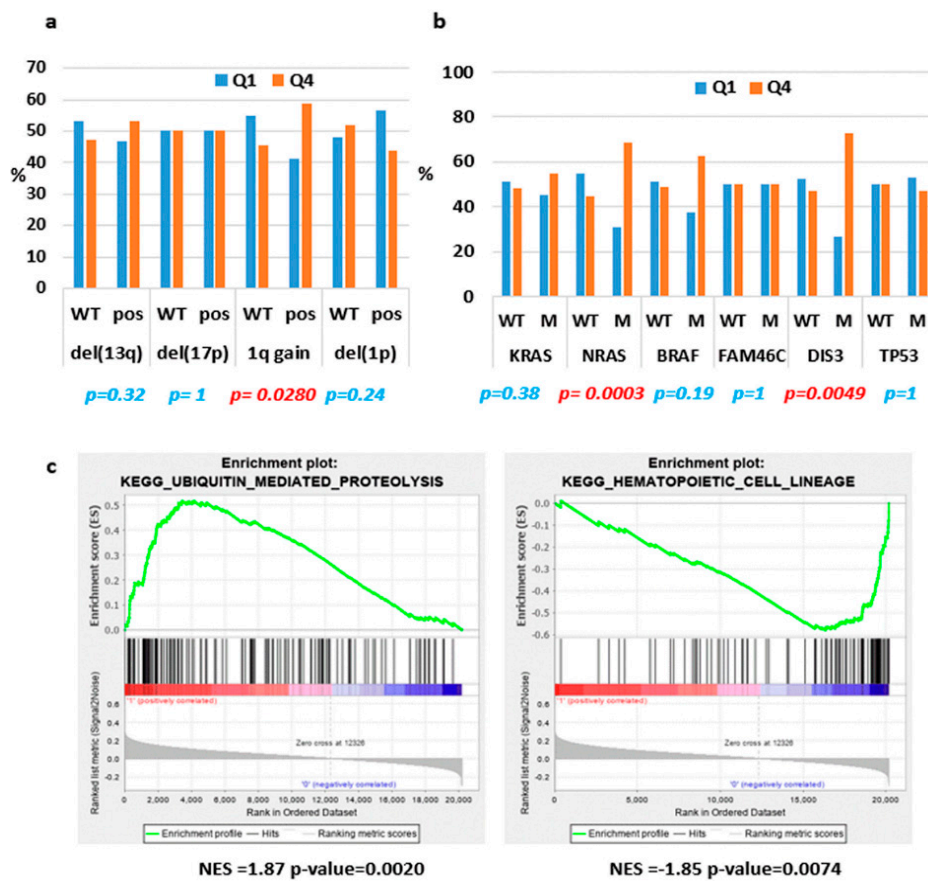 a
70
60
50
40
30
20
10
0
%
Q1 Q4
WT pos WT pos WT pos WT pos
del(13q) del(17p) 1q gain del(1p)
p=0.32 p= 1 p= 0.0280 p=0.24
b
100
80
60
40
20
0
%
Q1 Q4
WT M WT M WT M WT M WT M WT M
KRAS NRAS BRAF FAM46C DIS3 TP53
p=0.38 p= 0.0003 p=0.19 p=1 p=0.0049 p=1
c
Enrichment plot:
KEGG_UBIQUITIN_MEDIATED_PROTEOLYSIS
Enrichment score (ES)
0.5
0.4
0.3
0.2
0.1
0.0
'1' (positively correlated)
Ranked list metric (Signal2Noise)
0.6
0.4
0.2
0.0
-0.2
Zero cross at 12326
'0' (negatively correlated)
0 2,000 4,000 6,000 8,000 10,000 12,000 14,000 16,000 18,000 20,000
Rank in Ordered Dataset
Enrichment profile Hits Ranking metric scores
NES =1.87 p-value=0.0020
Enrichment plot:
KEGG_HEMATOPOIETIC_CELL_LINEAGE
Enrichment score (ES)
0.0
-0.1
-0.2
-0.3
-0.4
-0.5
-0.6
'1' (positively correlated)
Ranked list metric (Signal2Noise)
0.6
0.4
0.2
0.0
-0.2
Zero cross at 12326
'0' (negatively correlated)
0 5,000 10,000 15,000 20,000
Rank in Ordered Dataset
Enrichment profile Hits Ranking metric scores
NES =-1.85 p-value=0.0074